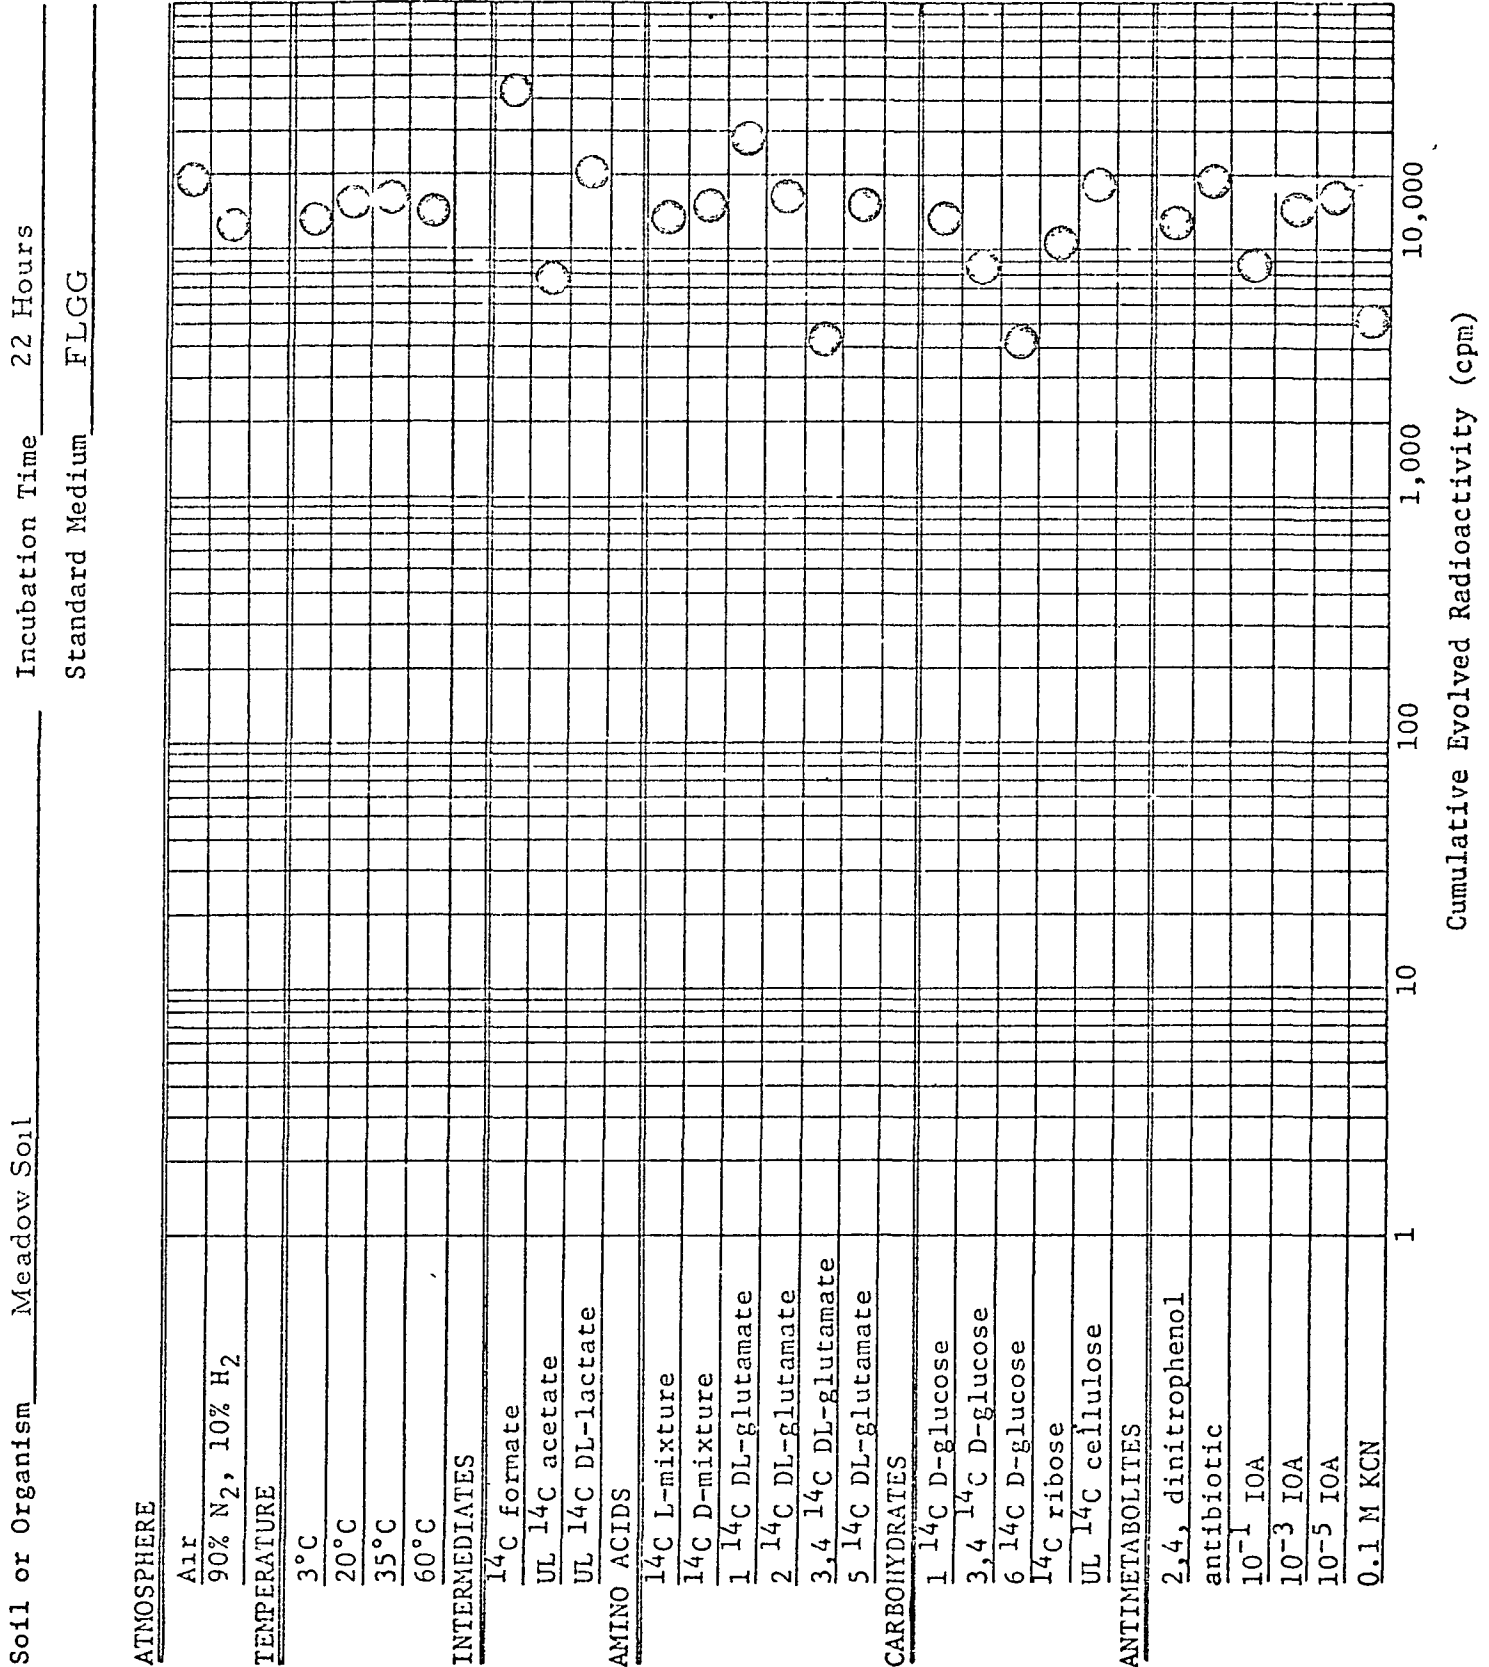 Soil or Organism Meadow Soil Incubation Time 22 Hours
Standard Medium FLGG
ATMOSPHERE
Air
90% N2, 10% H2
TEMPERATURE
3°C
20°C
35°C
60°C
INTERMEDIATES
14C formate
UL 14C acetate
UL 14C DL-lactate
AMINO ACIDS
14C L-mixture
14C D-mixture
1 14C DL-glutamate
2 14C DL-glutamate
3,4 14C DL-glutamate
5 14C DL-glutamate
CARBOHYDRATES
1 14C D-glucose
3,4 14C D-glucose
6 14C D-glucose
14C ribose
UL 14C cellulose
ANTIMETABOLITES
2,4, dinitrophenol
antibiotic
10-1 IOA
10-3 IOA
10-5 IOA
0.1 M KCN
1 10 100 1,000 10,000
Cumulative Evolved Radioactivity (cpm)